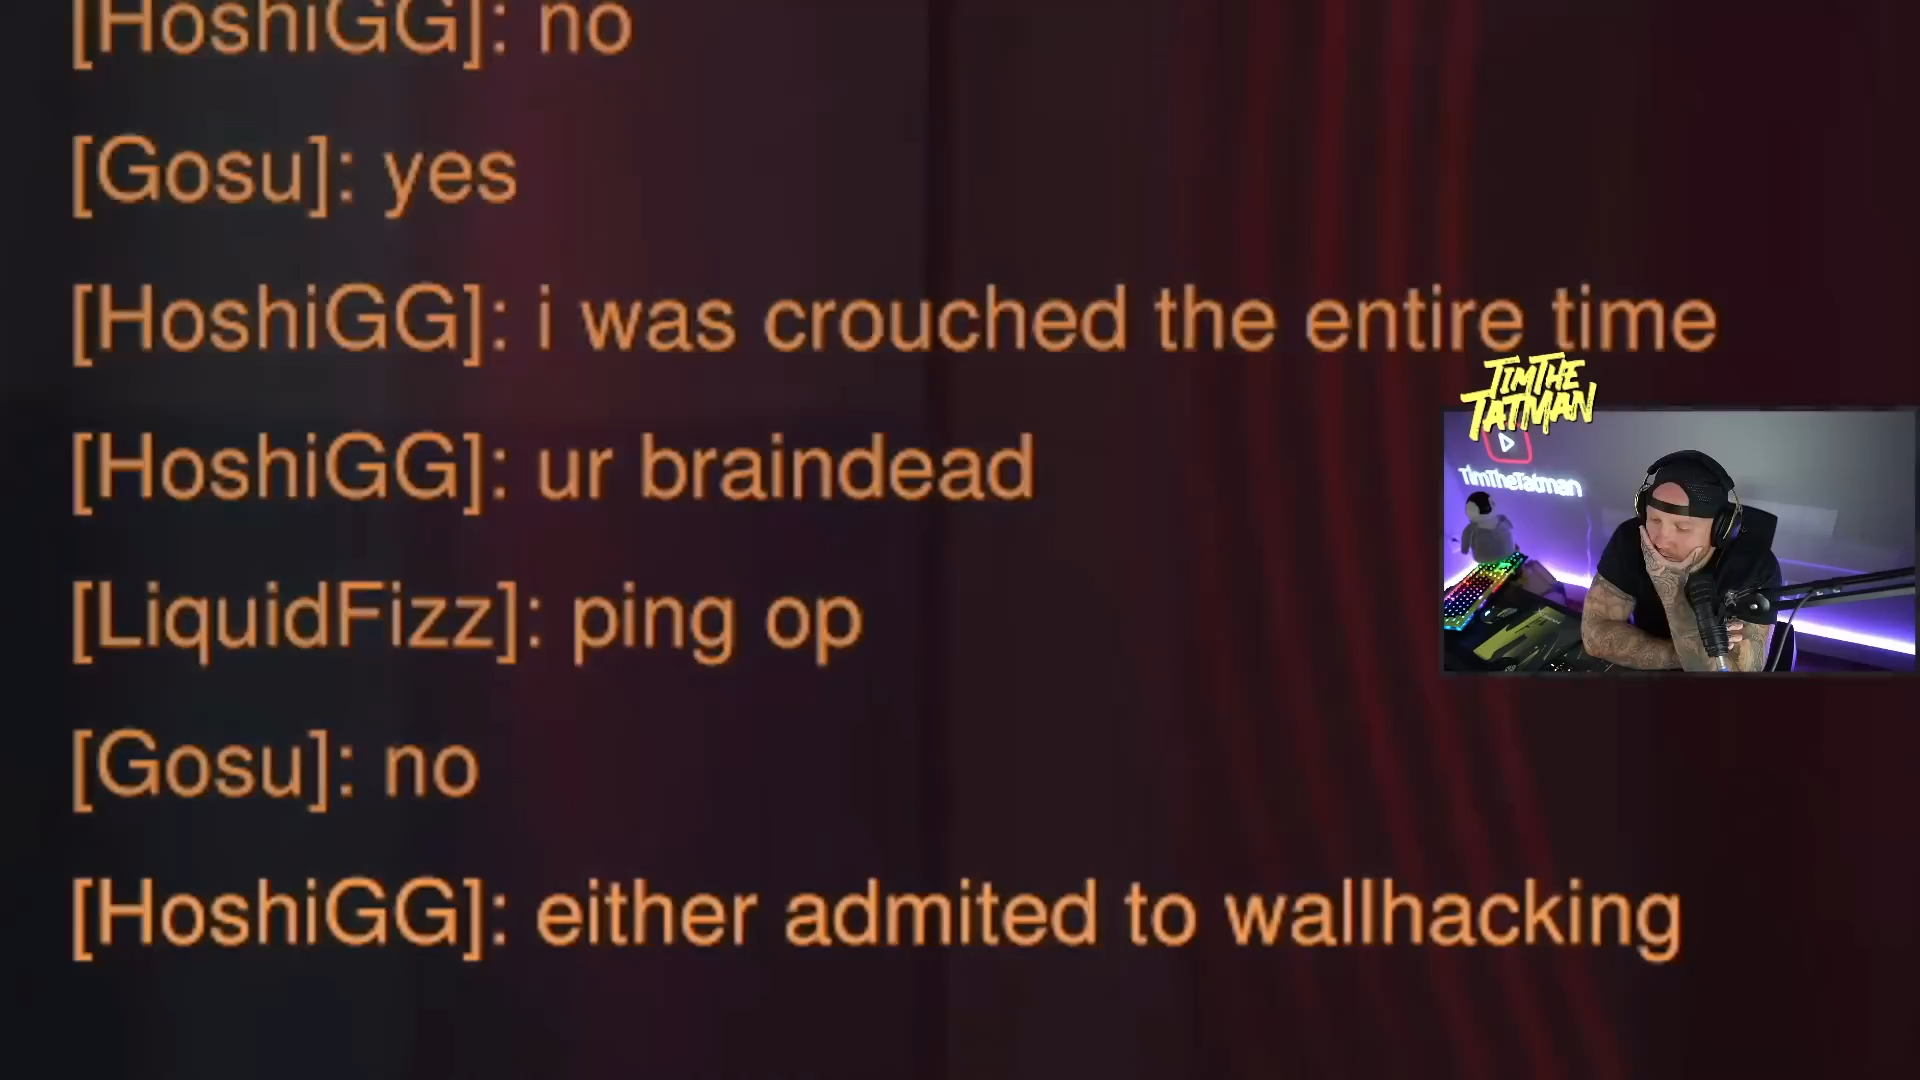 [HoshiGG]: no
[Gosu]: yes
[HoshiGG]: i was crouched the entire time
[HoshiGG]: ur braindead
[LiquidFizz]: ping op
[Gosu]: no
[HoshiGG]: either admited to wallhacking
TIMTHE
TATMAN
TimTheTatman